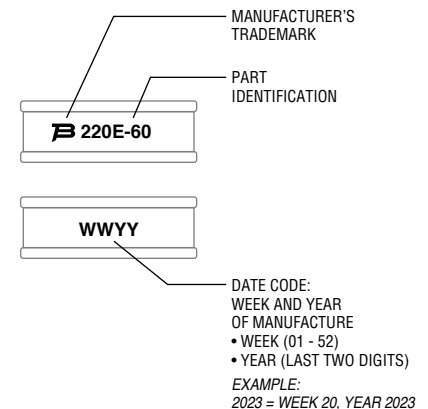 MANUFACTURER'S
TRADEMARK
PART
IDENTIFICATION
B 220E-60
WWYY
DATE CODE:
WEEK AND YEAR
OF MANUFACTURE
• WEEK (01 - 52)
• YEAR (LAST TWO DIGITS)
EXAMPLE:
2023 = WEEK 20, YEAR 2023